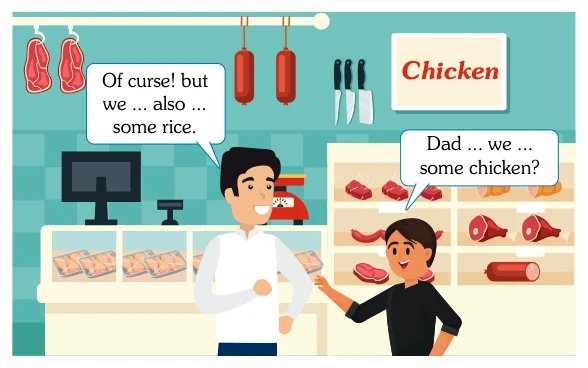 Of curse! but
we ... also ...
some rice.
Chicken
Dad ... we ...
some chicken?